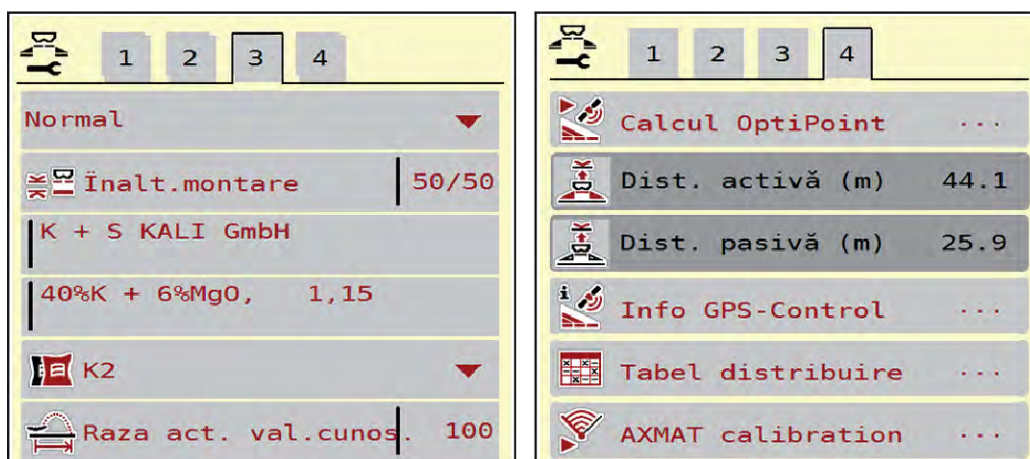 1 2 3 4
Normal
Înalt.montare 50/50
K + S KALI GmbH
40%K + 6%MgO, 1,15
K2
Raza act. val.cunos. 100
1 2 3 4
Calcul OptiPoint ...
Dist. activă (m) 44.1
Dist. pasivă (m) 25.9
Info GPS-Control ...
Tabel distribuire ...
AXMAT calibration ...